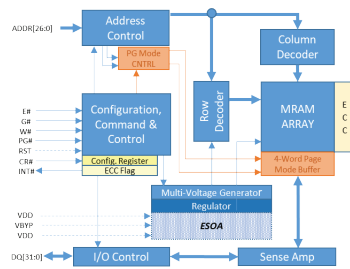 ADDR[26:0]
Address
Control
PG Mode
CNTRL
Column
Decoder
Row
Decoder
MRAM
ARRAY
E
C
C
4-Word Page
Mode Buffer
E#
G#
W#
PG#
RST
CR#
INT#
Configuration,
Command &
Control
Config. Register
ECC Flag
Multi-Voltage Generator
Regulator
ESOA
VDD
VBYP
VDD
DQ[31:0]
I/O Control
Sense Amp